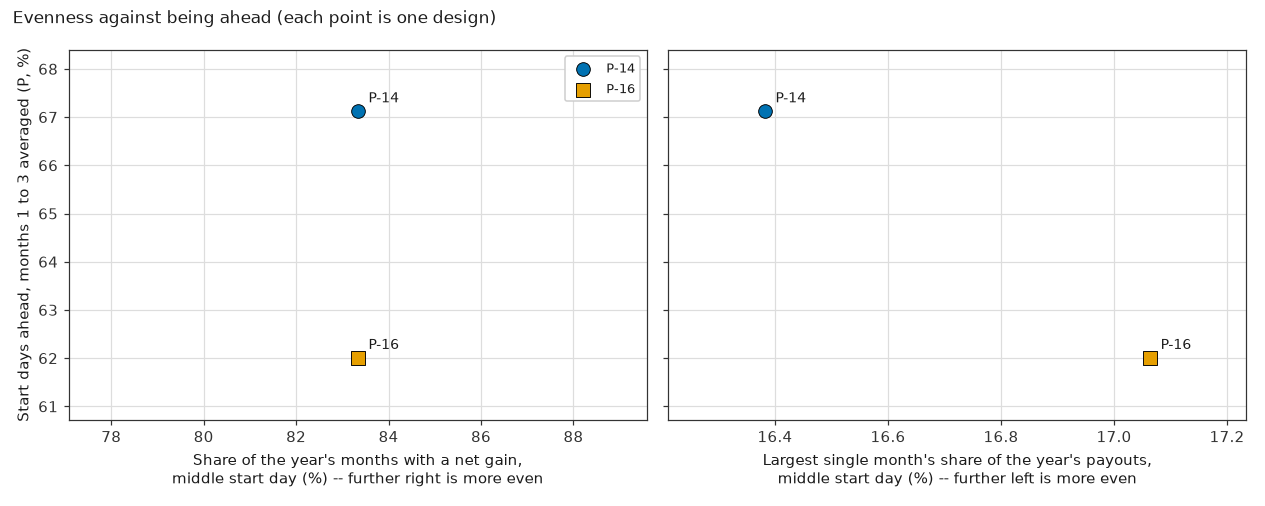 Evenness against being ahead (each point is one design)
Start days ahead, months 1 to 3 averaged (P, %)
68
67
66
65
64
63
62
61
P-14
P-16
P-14
P-16
78
80
82
84
86
88
Share of the year's months with a net gain,
middle start day (%) -- further right is more even
P-14
P-16
16.4
16.6
16.8
17.0
17.2
Largest single month's share of the year's payouts,
middle start day (%) -- further left is more even